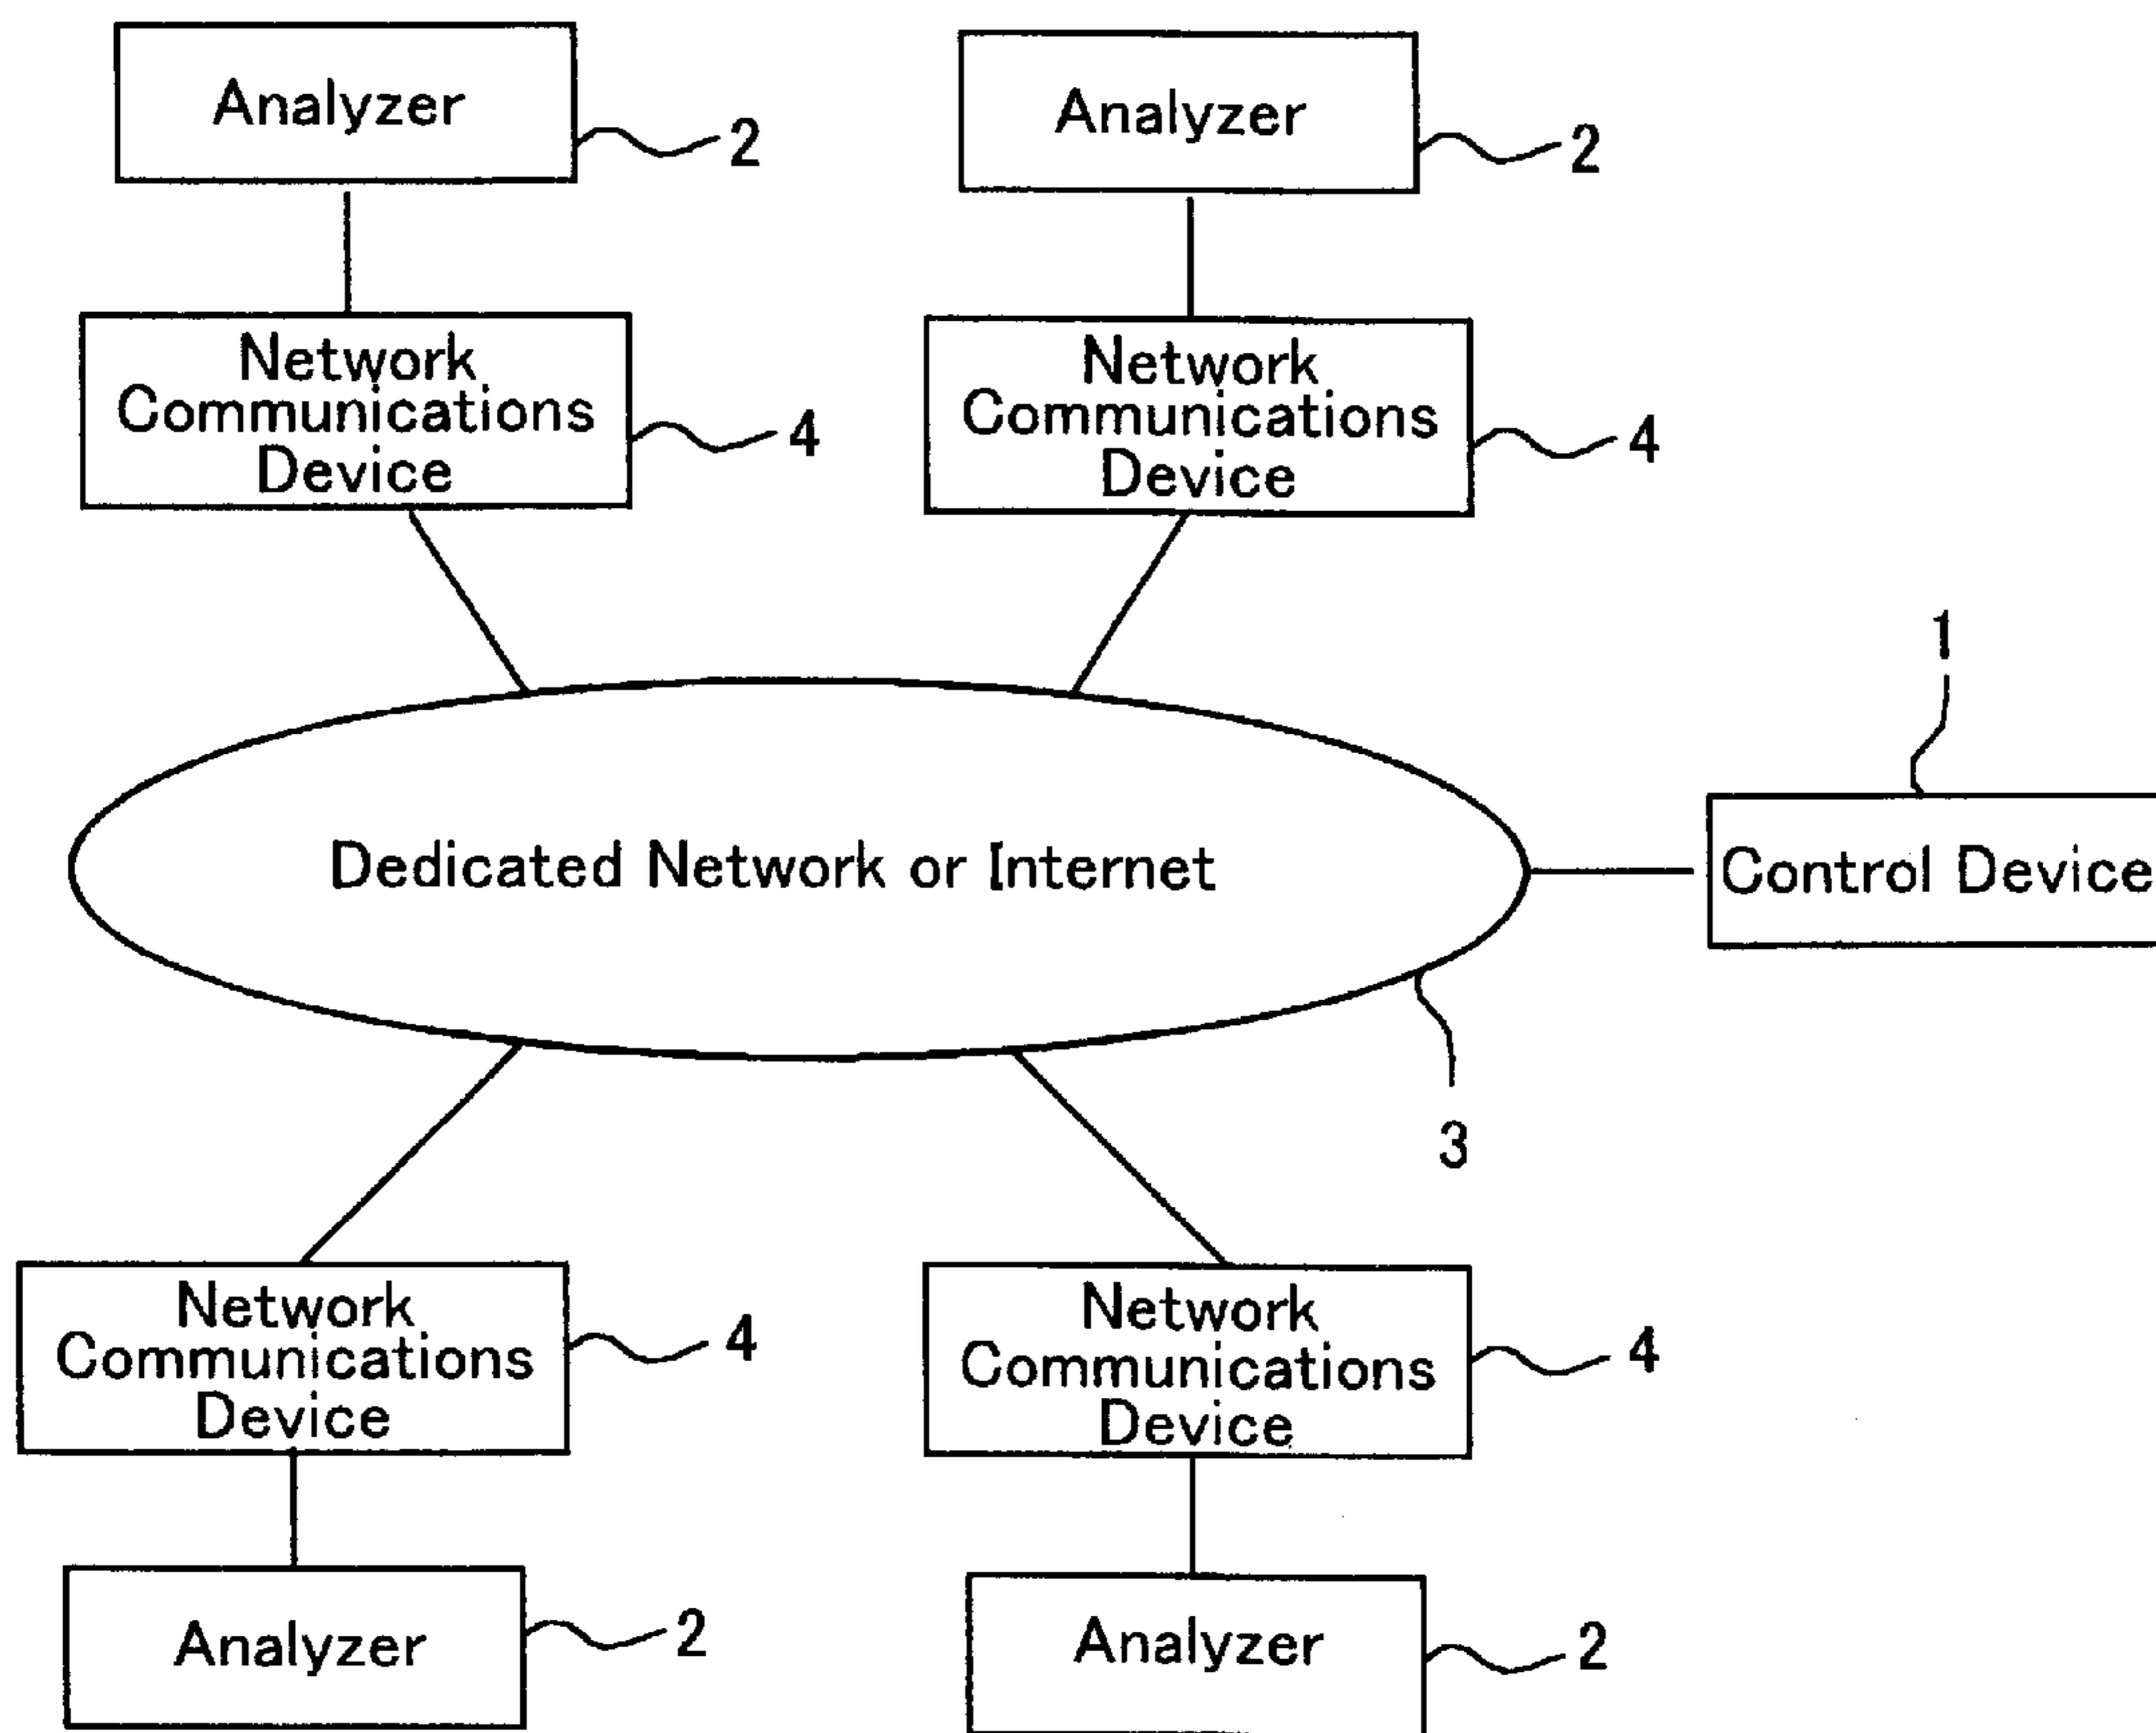 Analyzer
2
Analyzer
2
Network
Communications
Device
4
Network
Communications
Device
4
1
Dedicated Network or Internet
Control Device
3
Network
Communications
Device
4
Network
Communications
Device
4
Analyzer
2
Analyzer
2